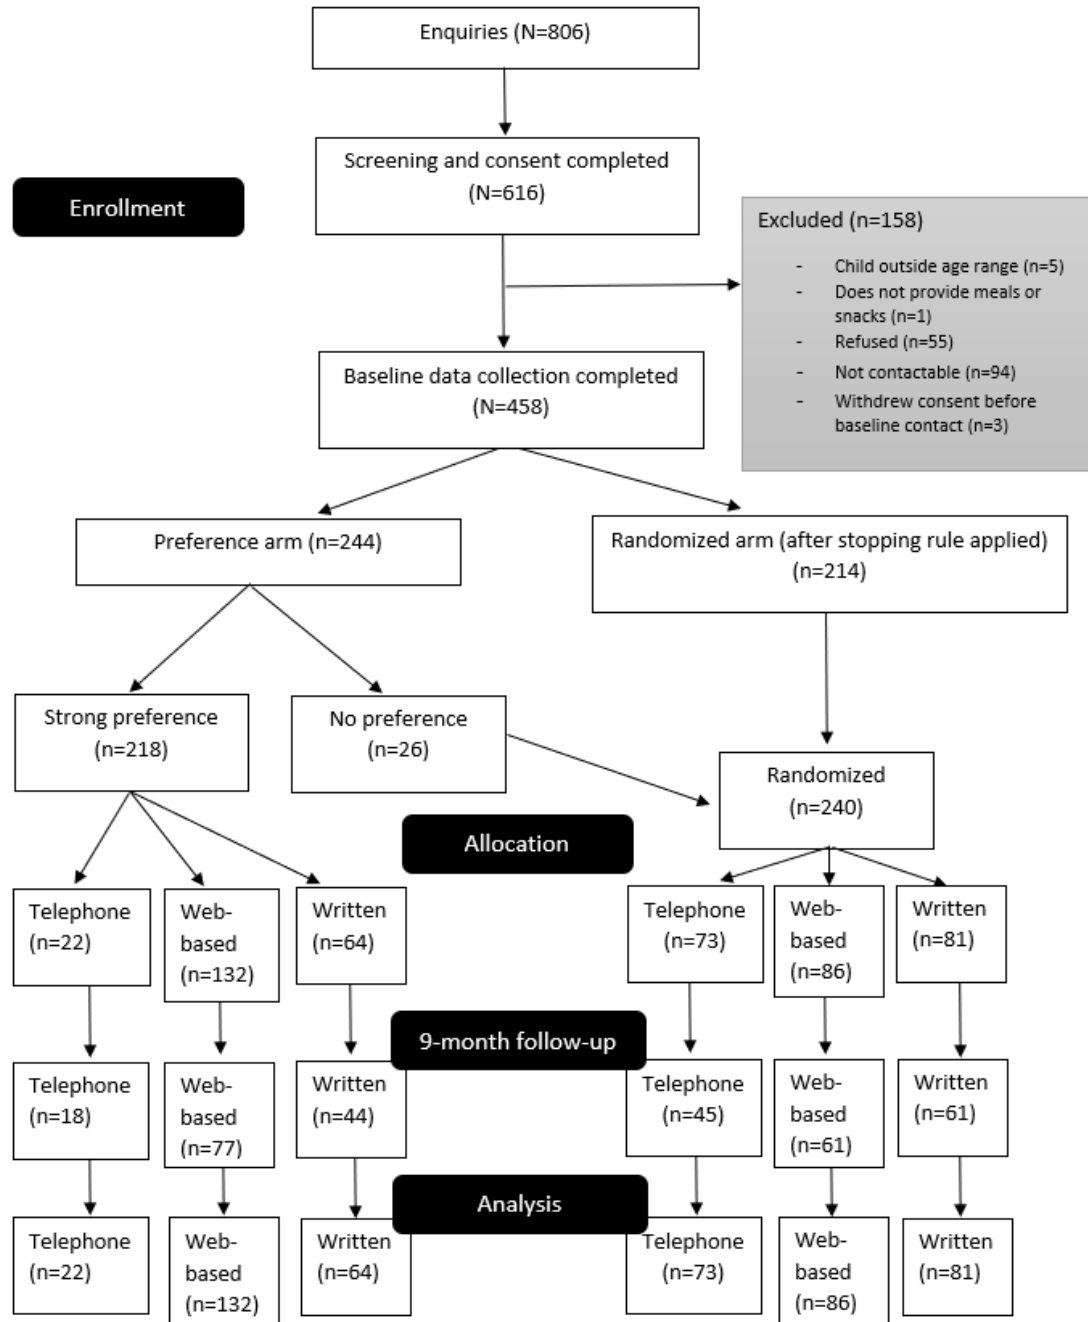 Enquiries (N=806)
Screening and consent completed
(N=616)
Enrollment
Excluded (n=158)
- Child outside age range (n=5)
- Does not provide meals or
snacks (n=1)
- Refused (n=55)
- Not contactable (n=94)
- Withdrew consent before
baseline contact (n=3)
Baseline data collection completed
(N=458)
Preference arm (n=244)
Randomized arm (after stopping rule applied)
(n=214)
Strong preference
(n=218)
No preference
(n=26)
Randomized
(n=240)
Allocation
Telephone
(n=22)
Web-
based
(n=132)
Written
(n=64)
Telephone
(n=73)
Web-
based
(n=86)
Written
(n=81)
9-month follow-up
Telephone
(n=18)
Web-
based
(n=77)
Written
(n=44)
Telephone
(n=45)
Web-
based
(n=61)
Written
(n=61)
Analysis
Telephone
(n=22)
Web-
based
(n=132)
Written
(n=64)
Telephone
(n=73)
Web-
based
(n=86)
Written
(n=81)